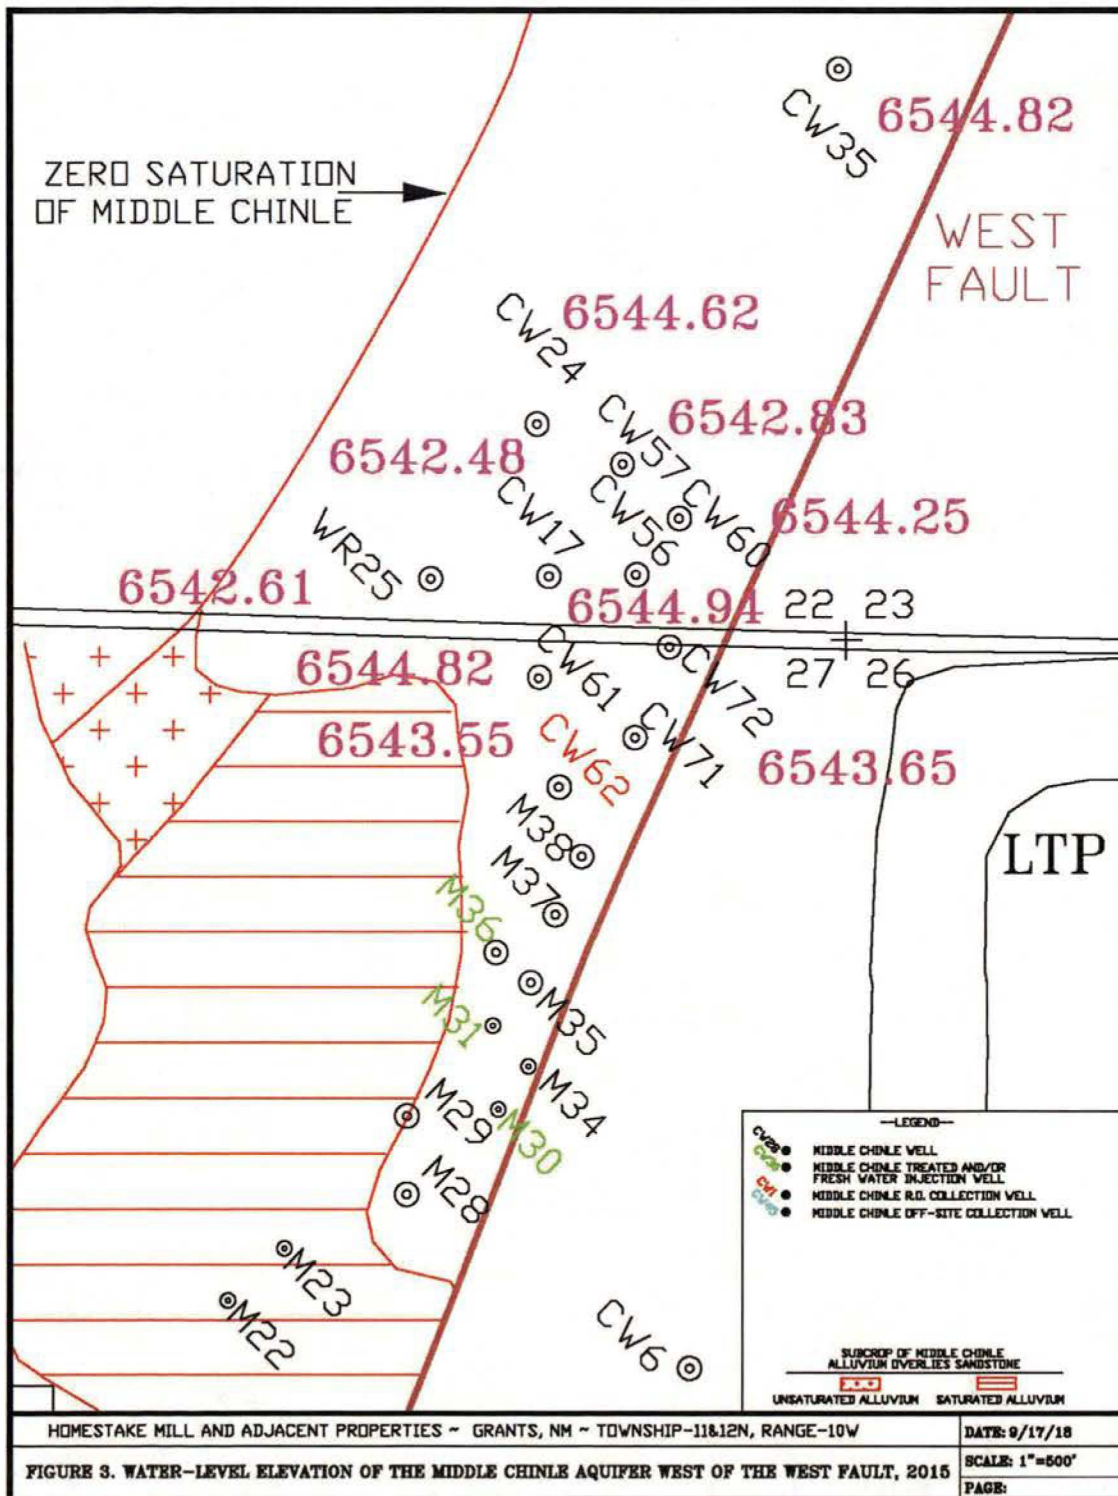 CW35
6544.82
ZERO SATURATION
OF MIDDLE CHINLE
WEST
FAULT
CW24
6544.62
CW57
6542.83
6542.48
CW17
CW56
CW60
6544.25
WR25
6542.61
6544.94
22 23
27 26
CW61
6544.82
CW72
6543.55
CW62
CW71
6543.65
M38
LTP
M37
M36
M35
M31
M34
M29
M30
M28
M23
M22
CW6
--LEGEND--
CW28 MIDDLE CHINLE WELL
MIDDLE CHINLE TREATED AND/OR
FRESH WATER INJECTION WELL
CW1 MIDDLE CHINLE R.O. COLLECTION WELL
MIDDLE CHINLE OFF-SITE COLLECTION WELL
SUBCROP OF MIDDLE CHINLE
ALLUVIUM OVERLIES SANDSTONE
UNSATURATED ALLUVIUM SATURATED ALLUVIUM
HOMESTAKE MILL AND ADJACENT PROPERTIES ~ GRANTS, NM ~ TOWNSHIP-11&12N, RANGE-10W
DATE: 9/17/18
FIGURE 3. WATER-LEVEL ELEVATION OF THE MIDDLE CHINLE AQUIFER WEST OF THE WEST FAULT, 2015
SCALE: 1"=500'
PAGE: